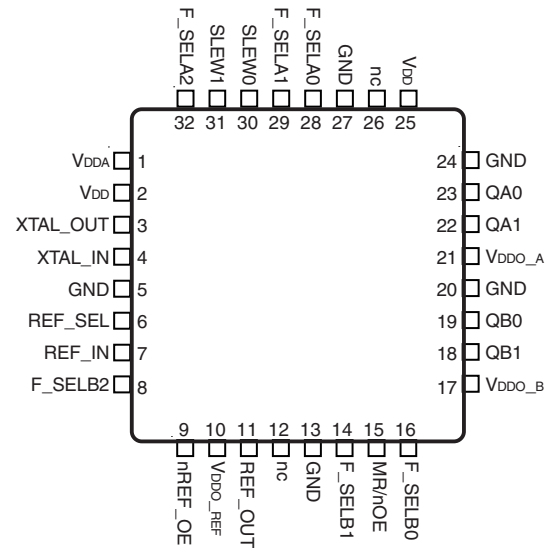 F_SELA2 SLEW1 SLEW0 F_SELA1 F_SELA0 GND nc VDD
32 31 30 29 28 27 26 25
VDDA 1
VDD 2
XTAL_OUT 3
XTAL_IN 4
GND 5
REF_SEL 6
REF_IN 7
F_SELB2 8
24 GND
23 QA0
22 QA1
21 VDDO_A
20 GND
19 QB0
18 QB1
17 VDDO_B
9 10 11 12 13 14 15 16
nREF_OE VDDO_REF REF_OUT nc GND F_SELB1 MR/nOE F_SELB0